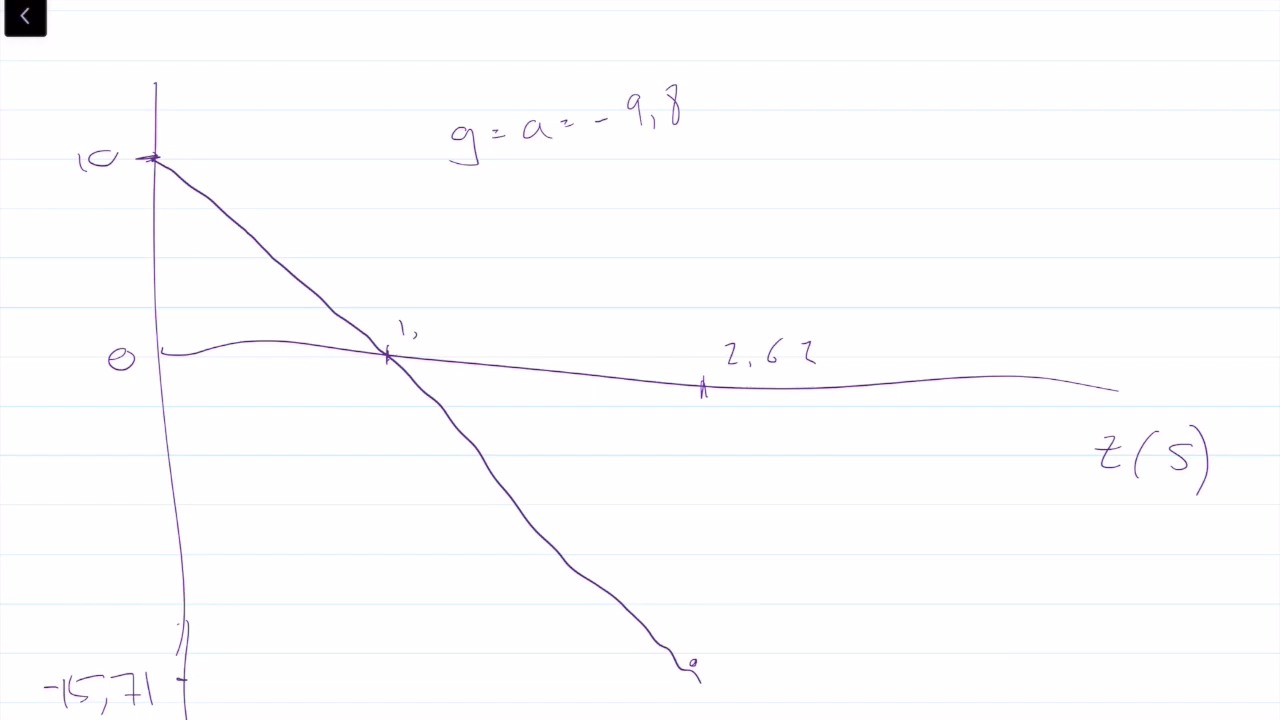 g = a = - 9,8
10
1,
0
2,62
t(s)
-15,71